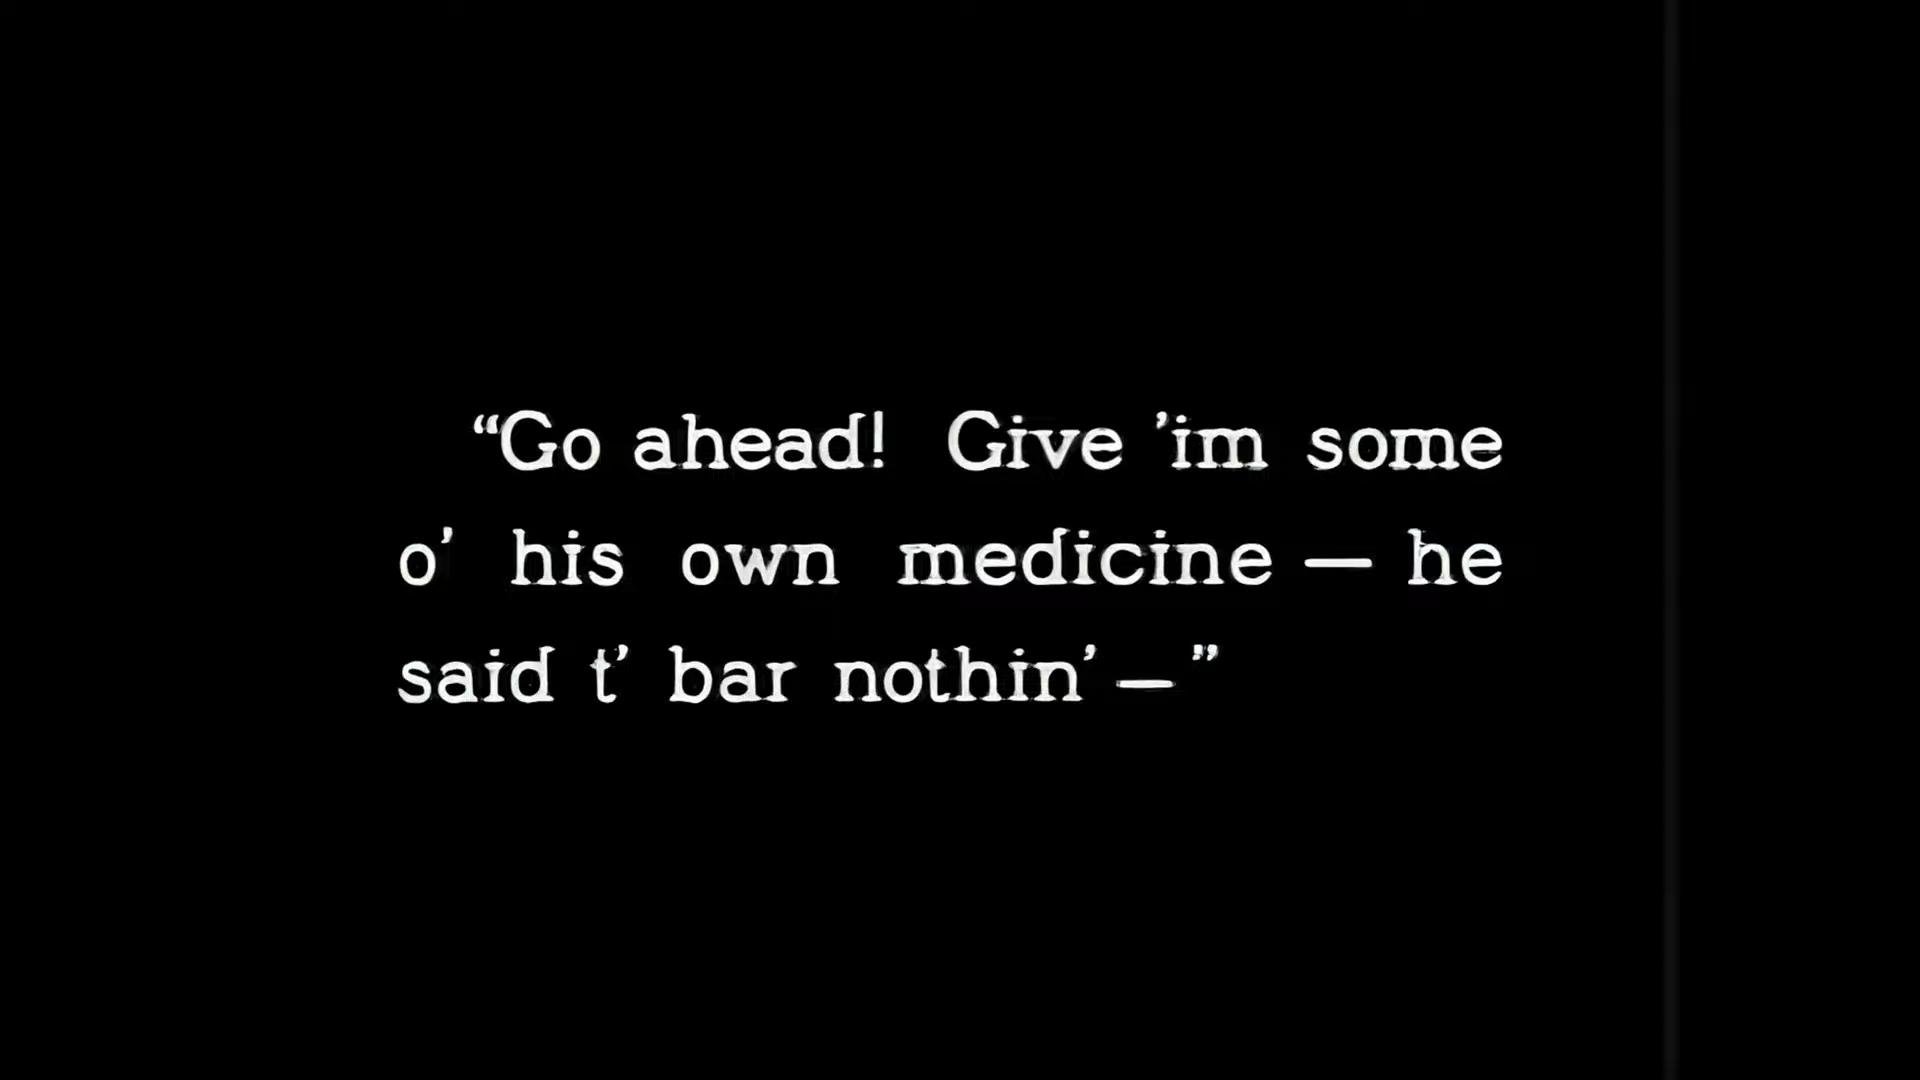 “Go ahead! Give ’im some
o’ his own medicine — he
said t’ bar nothin’ —”